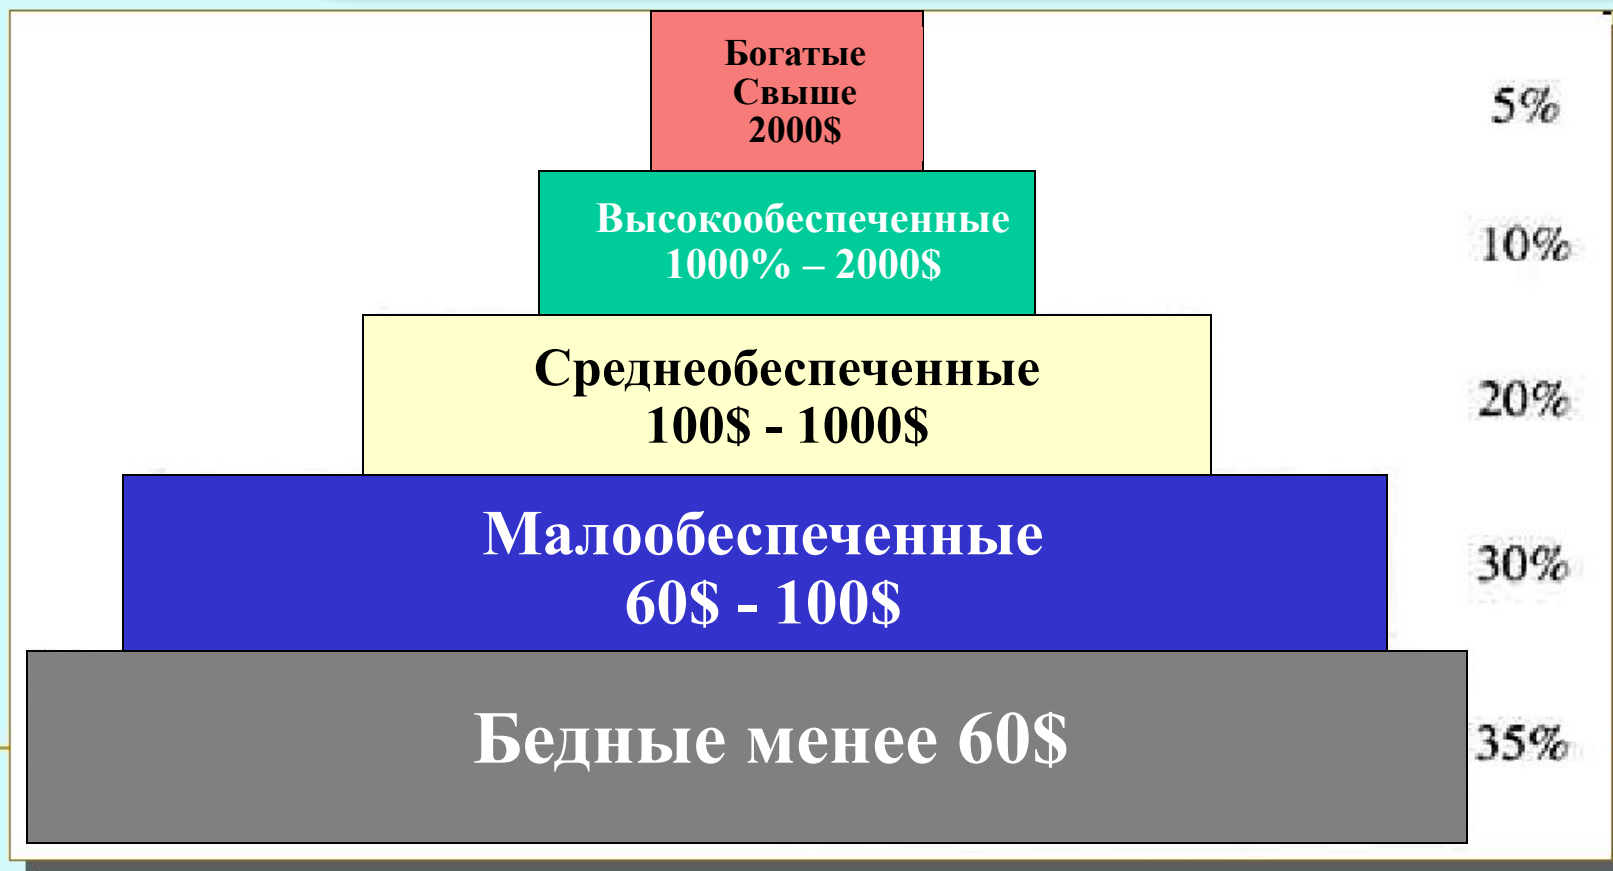 Богатые
Свыше
2000$
5%
Высокообеспеченные
1000% – 2000$
10%
Среднеобеспеченные
100$ - 1000$
20%
Малообеспеченные
60$ - 100$
30%
Бедные менее 60$
35%